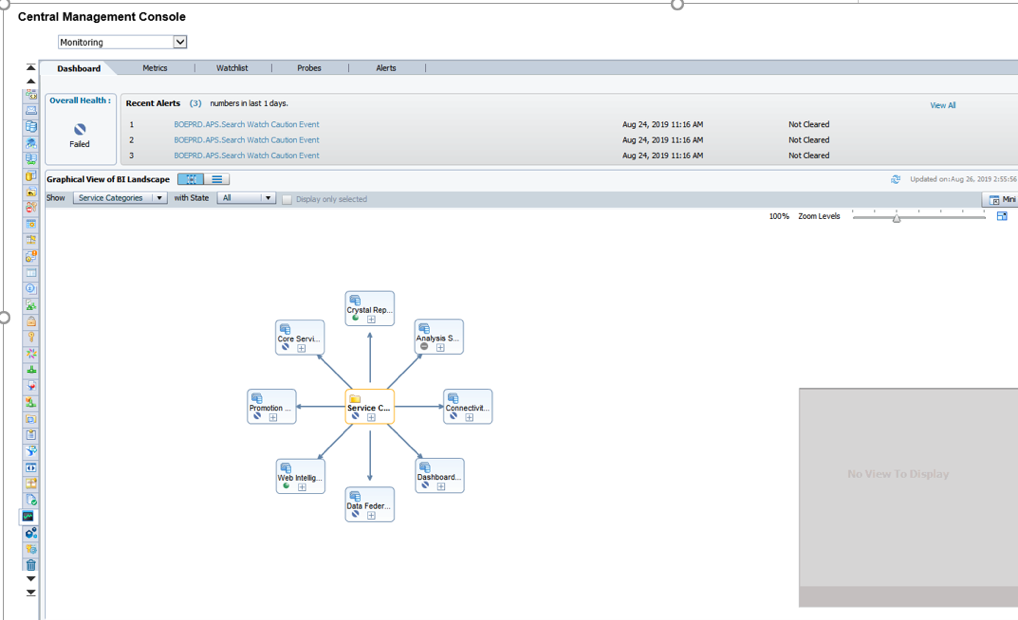 Central Management Console
Monitoring
Dashboard Metrics Watchlist Probes Alerts
Overall Health :
Failed
Recent Alerts (3) numbers in last 1 days.
View All
1 BOEPRD.APS.Search Watch Caution Event Aug 24, 2019 11:16 AM Not Cleared
2 BOEPRD.APS.Search Watch Caution Event Aug 24, 2019 11:16 AM Not Cleared
3 BOEPRD.APS.Search Watch Caution Event Aug 24, 2019 11:16 AM Not Cleared
Graphical View of BI Landscape
Updated on:Aug 26, 2019 2:55:56
Show Service Categories with State All Display only selected
Mini
100% Zoom Levels
Crystal Rep...
Core Servi...
Analysis S...
Promotion ...
Service C...
Connectivit...
Web Intellig...
Dashboard...
Data Feder...
No View To Display